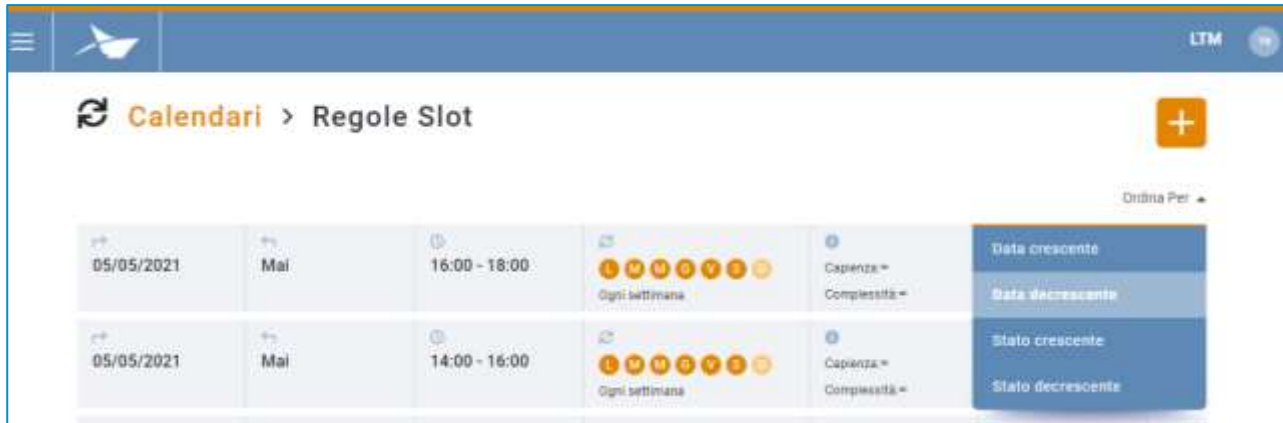 LTM
Calendari > Regole Slot
+
Ordina Per
05/05/2021 Mai 16:00 - 18:00 L M M G V S D Capienza:- Data crescente
Ogni settimana Complessità:- Data decrescente
05/05/2021 Mai 14:00 - 16:00 L M M G V S D Capienza:- Stato crescente
Ogni settimana Complessità:- Stato decrescente